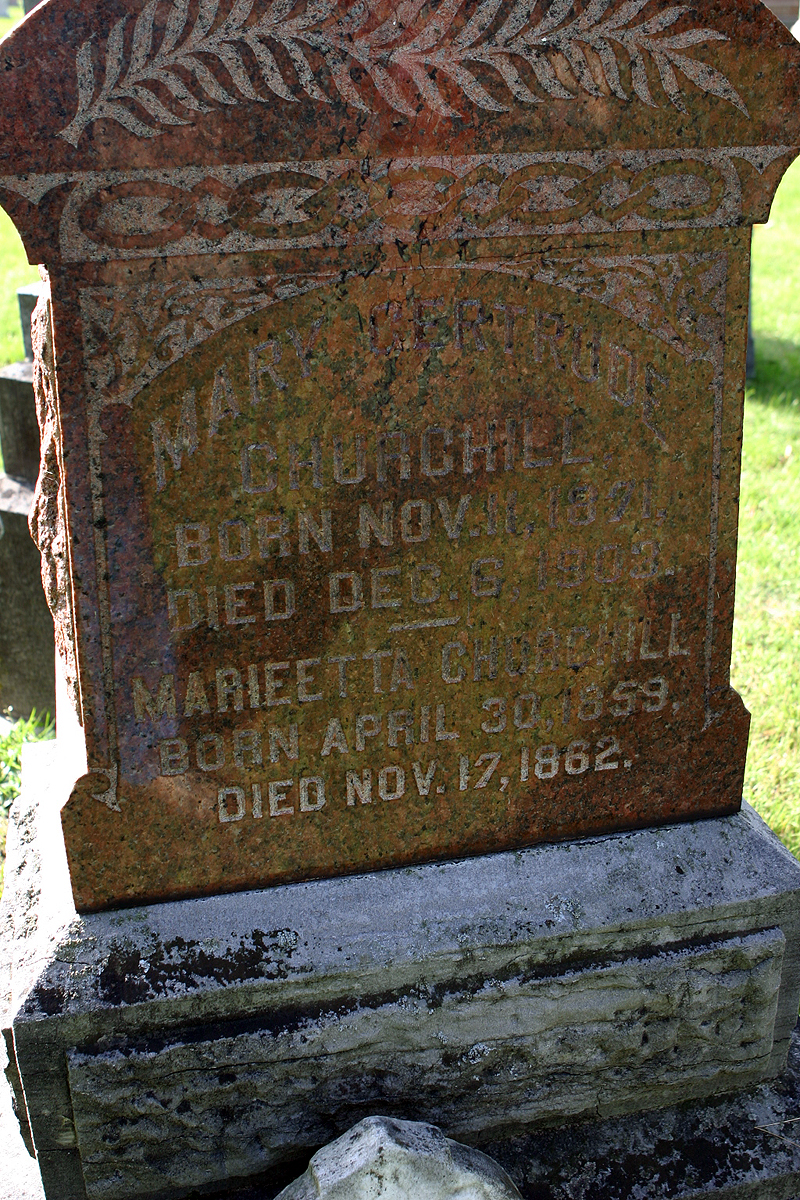 MARY GERTRUDE
CHURCHILL,
BORN NOV. 11, 1891.
DIED DEC. 6, 1903.
MARIEETTA CHURCHILL
BORN APRIL 30, 1859.
DIED NOV. 17, 1862.